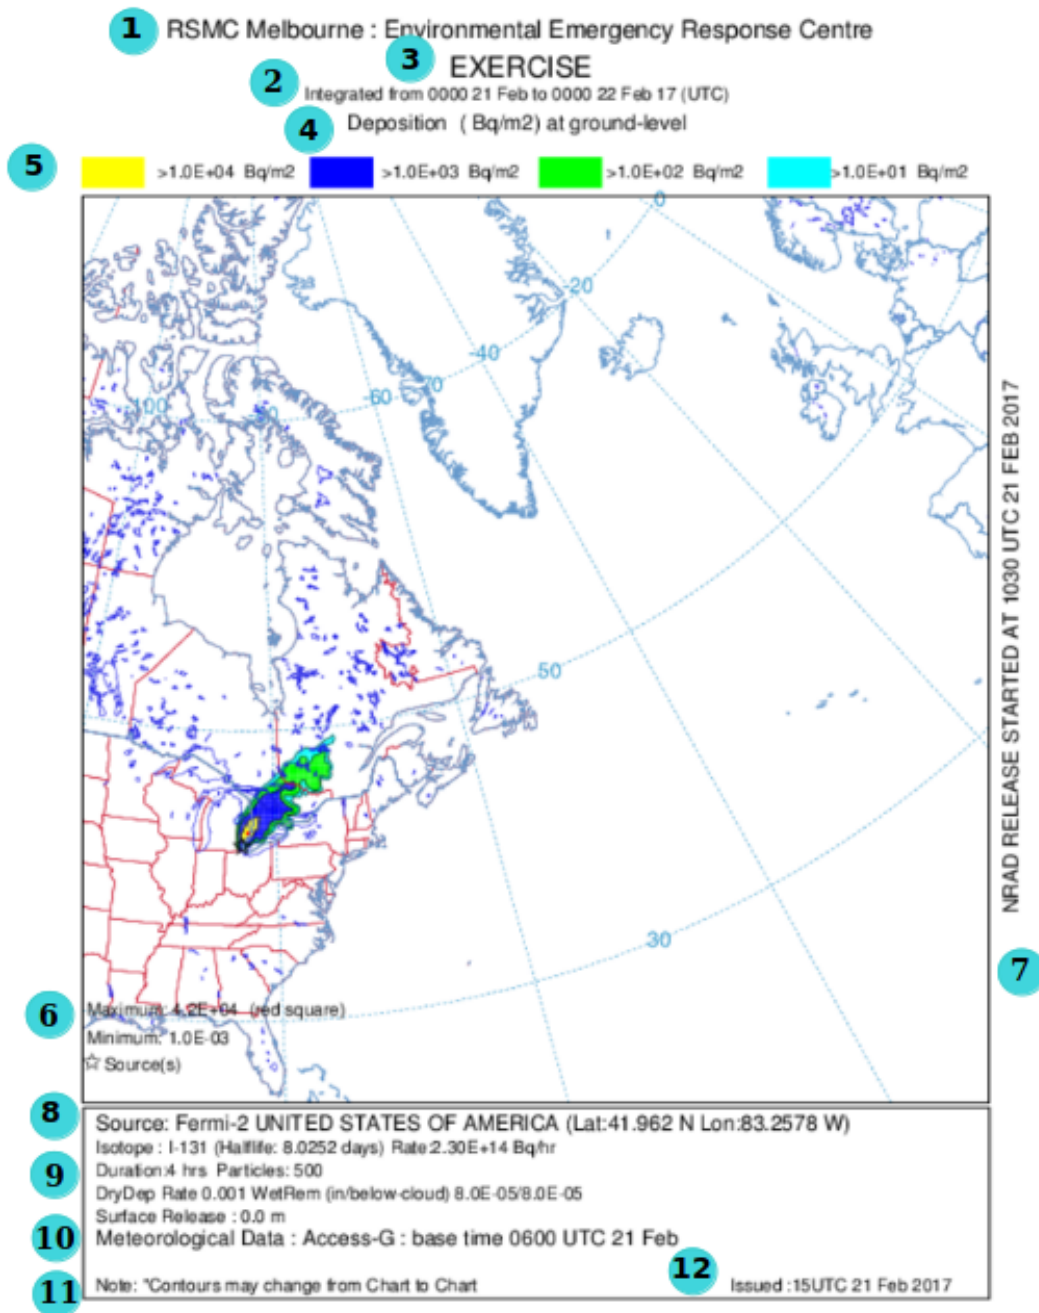 1 RSMC Melbourne : Environmental Emergency Response Centre
3 EXERCISE
2 Integrated from 0000 21 Feb to 0000 22 Feb 17 (UTC)
4 Deposition ( Bq/m2) at ground-level
5 >1.0E+04 Bq/m2 >1.0E+03 Bq/m2 >1.0E+02 Bq/m2 >1.0E+01 Bq/m2
0
-20
-40
-60 70
-100
50
30
NRAD RELEASE STARTED AT 1030 UTC 21 FEB 2017
7
6 Maximum: 4.2E+04 (red square)
Minimum: 1.0E-03
☆ Source(s)
8 Source: Fermi-2 UNITED STATES OF AMERICA (Lat:41.962 N Lon:83.2578 W)
Isotope : I-131 (Halflife: 8.0252 days) Rate:2.30E+14 Bq/hr
9 Duration:4 hrs Particles: 500
DryDep Rate 0.001 WetRem (in/below-cloud) 8.0E-05/8.0E-05
Surface Release : 0.0 m
10 Meteorological Data : Access-G : base time 0600 UTC 21 Feb
11 Note: "Contours may change from Chart to Chart
12 Issued :15UTC 21 Feb 2017